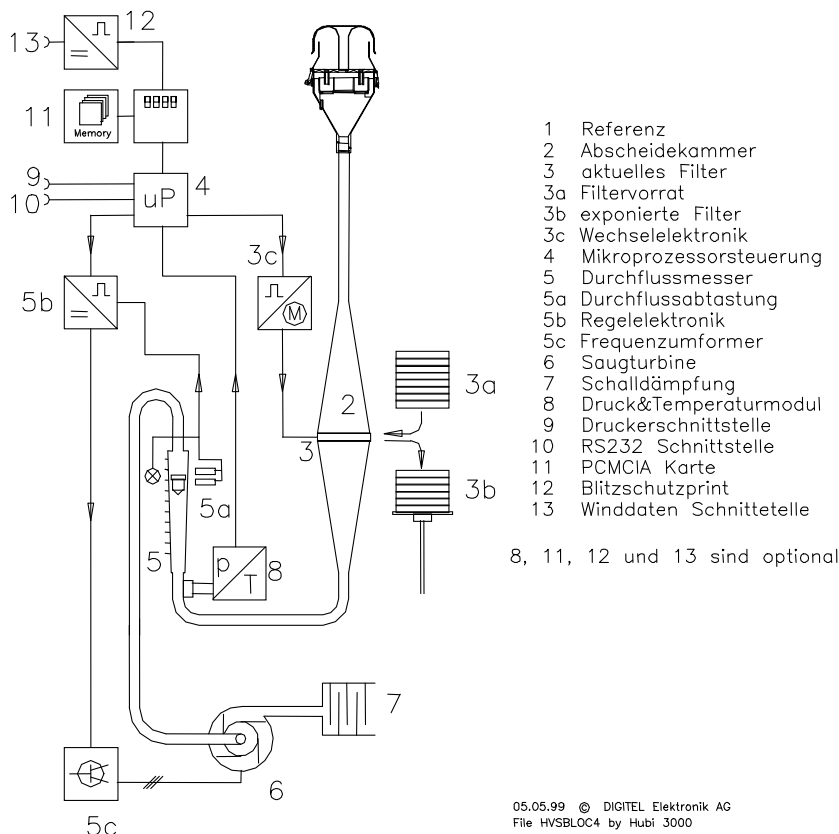 12
13
11
Memory
9
10
uP
4
3c
5b
M
2
3a
3
3b
5a
5
p
T
8
7
6
5c
1 Referenz
2 Abscheidekammer
3 aktuelles Filter
3a Filtervorrat
3b exponierte Filter
3c Wechselelektronik
4 Mikroprozessorsteuerung
5 Durchflussmesser
5a Durchflussabtastung
5b Regelelektronik
5c Frequenzumformer
6 Saugturbine
7 Schalldämpfung
8 Druck&Temperaturmodul
9 Druckerschnittstelle
10 RS232 Schnittstelle
11 PCMCIA Karte
12 Blitzschutzprint
13 Winddaten Schnittetelle
8, 11, 12 und 13 sind optional
05.05.99 © DIGITEL Elektronik AG
File HVSBLOC4 by Hubi 3000